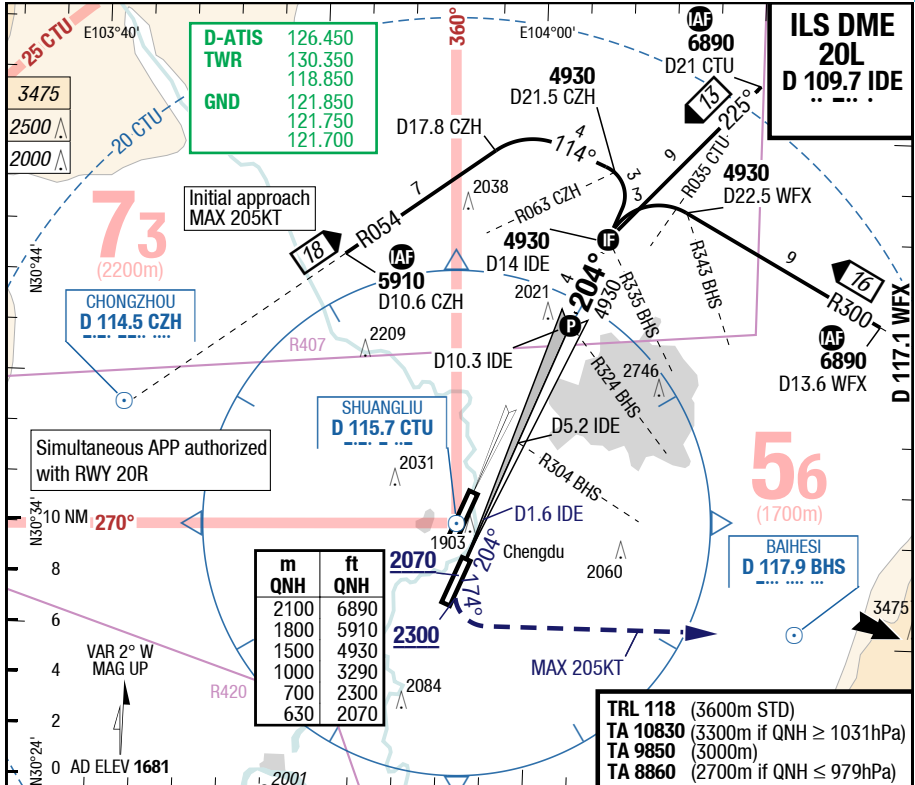 25 CTU
E103°40'
D-ATIS 126.450
TWR 130.350
118.850
GND 121.850
121.750
121.700
360°
E104°00'
IAF
6890
D21 CTU
ILS DME
20L
D 109.7 IDE
3475
2500
2000
20 CTU
4930
D21.5 CZH
D17.8 CZH
4
114°
13
225°
9
R035 CTU
4930
D22.5 WFX
3
3
7
2038
R063 CZH
Initial approach
MAX 205KT
73
(2200m)
R054
18
IAF
5910
D10.6 CZH
4930
D14 IDE
IF
204°
4
4930
R335 BHS
R343 BHS
9
16
R300
D 117.1 WFX
IAF
6890
D13.6 WFX
N30°44'
CHONGZHOU
D 114.5 CZH
2021
P
2209
R407
D10.3 IDE
R324 BHS
2746
SHUANGLIU
D 115.7 CTU
D5.2 IDE
Simultaneous APP authorized
with RWY 20R
2031
R304 BHS
56
(1700m)
N30°34'
10 NM
270°
D1.6 IDE
1903
204°
Chengdu
2060
BAIHESI
D 117.9 BHS
8
6
4
2
0
2070
174°
2300
m ft
QNH QNH
2100 6890
1800 5910
1500 4930
1000 3290
700 2300
630 2070
3475
MAX 205KT
VAR 2° W
MAG UP
R420
2084
AD ELEV 1681
N30°24'
2001
TRL 118 (3600m STD)
TA 10830 (3300m if QNH ≥ 1031hPa)
TA 9850 (3000m)
TA 8860 (2700m if QNH ≤ 979hPa)